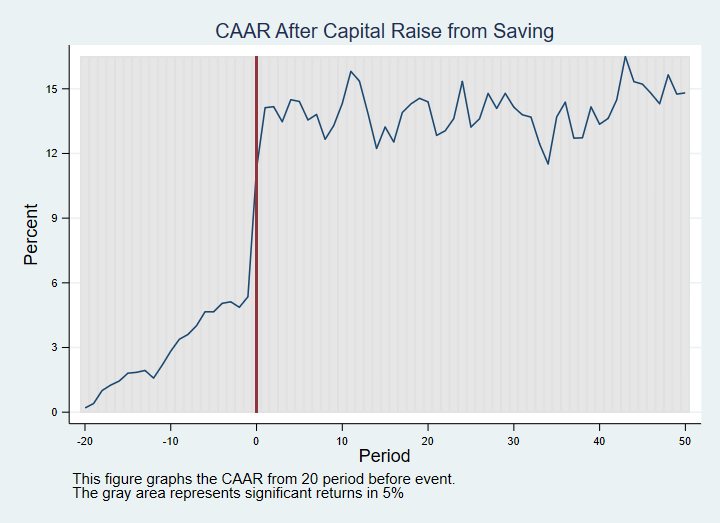 CAAR After Capital Raise from Saving
Percent
15
12
9
6
3
0
-20 -10 0 10 20 30 40 50
Period
This figure graphs the CAAR from 20 period before event.
The gray area represents significant returns in 5%